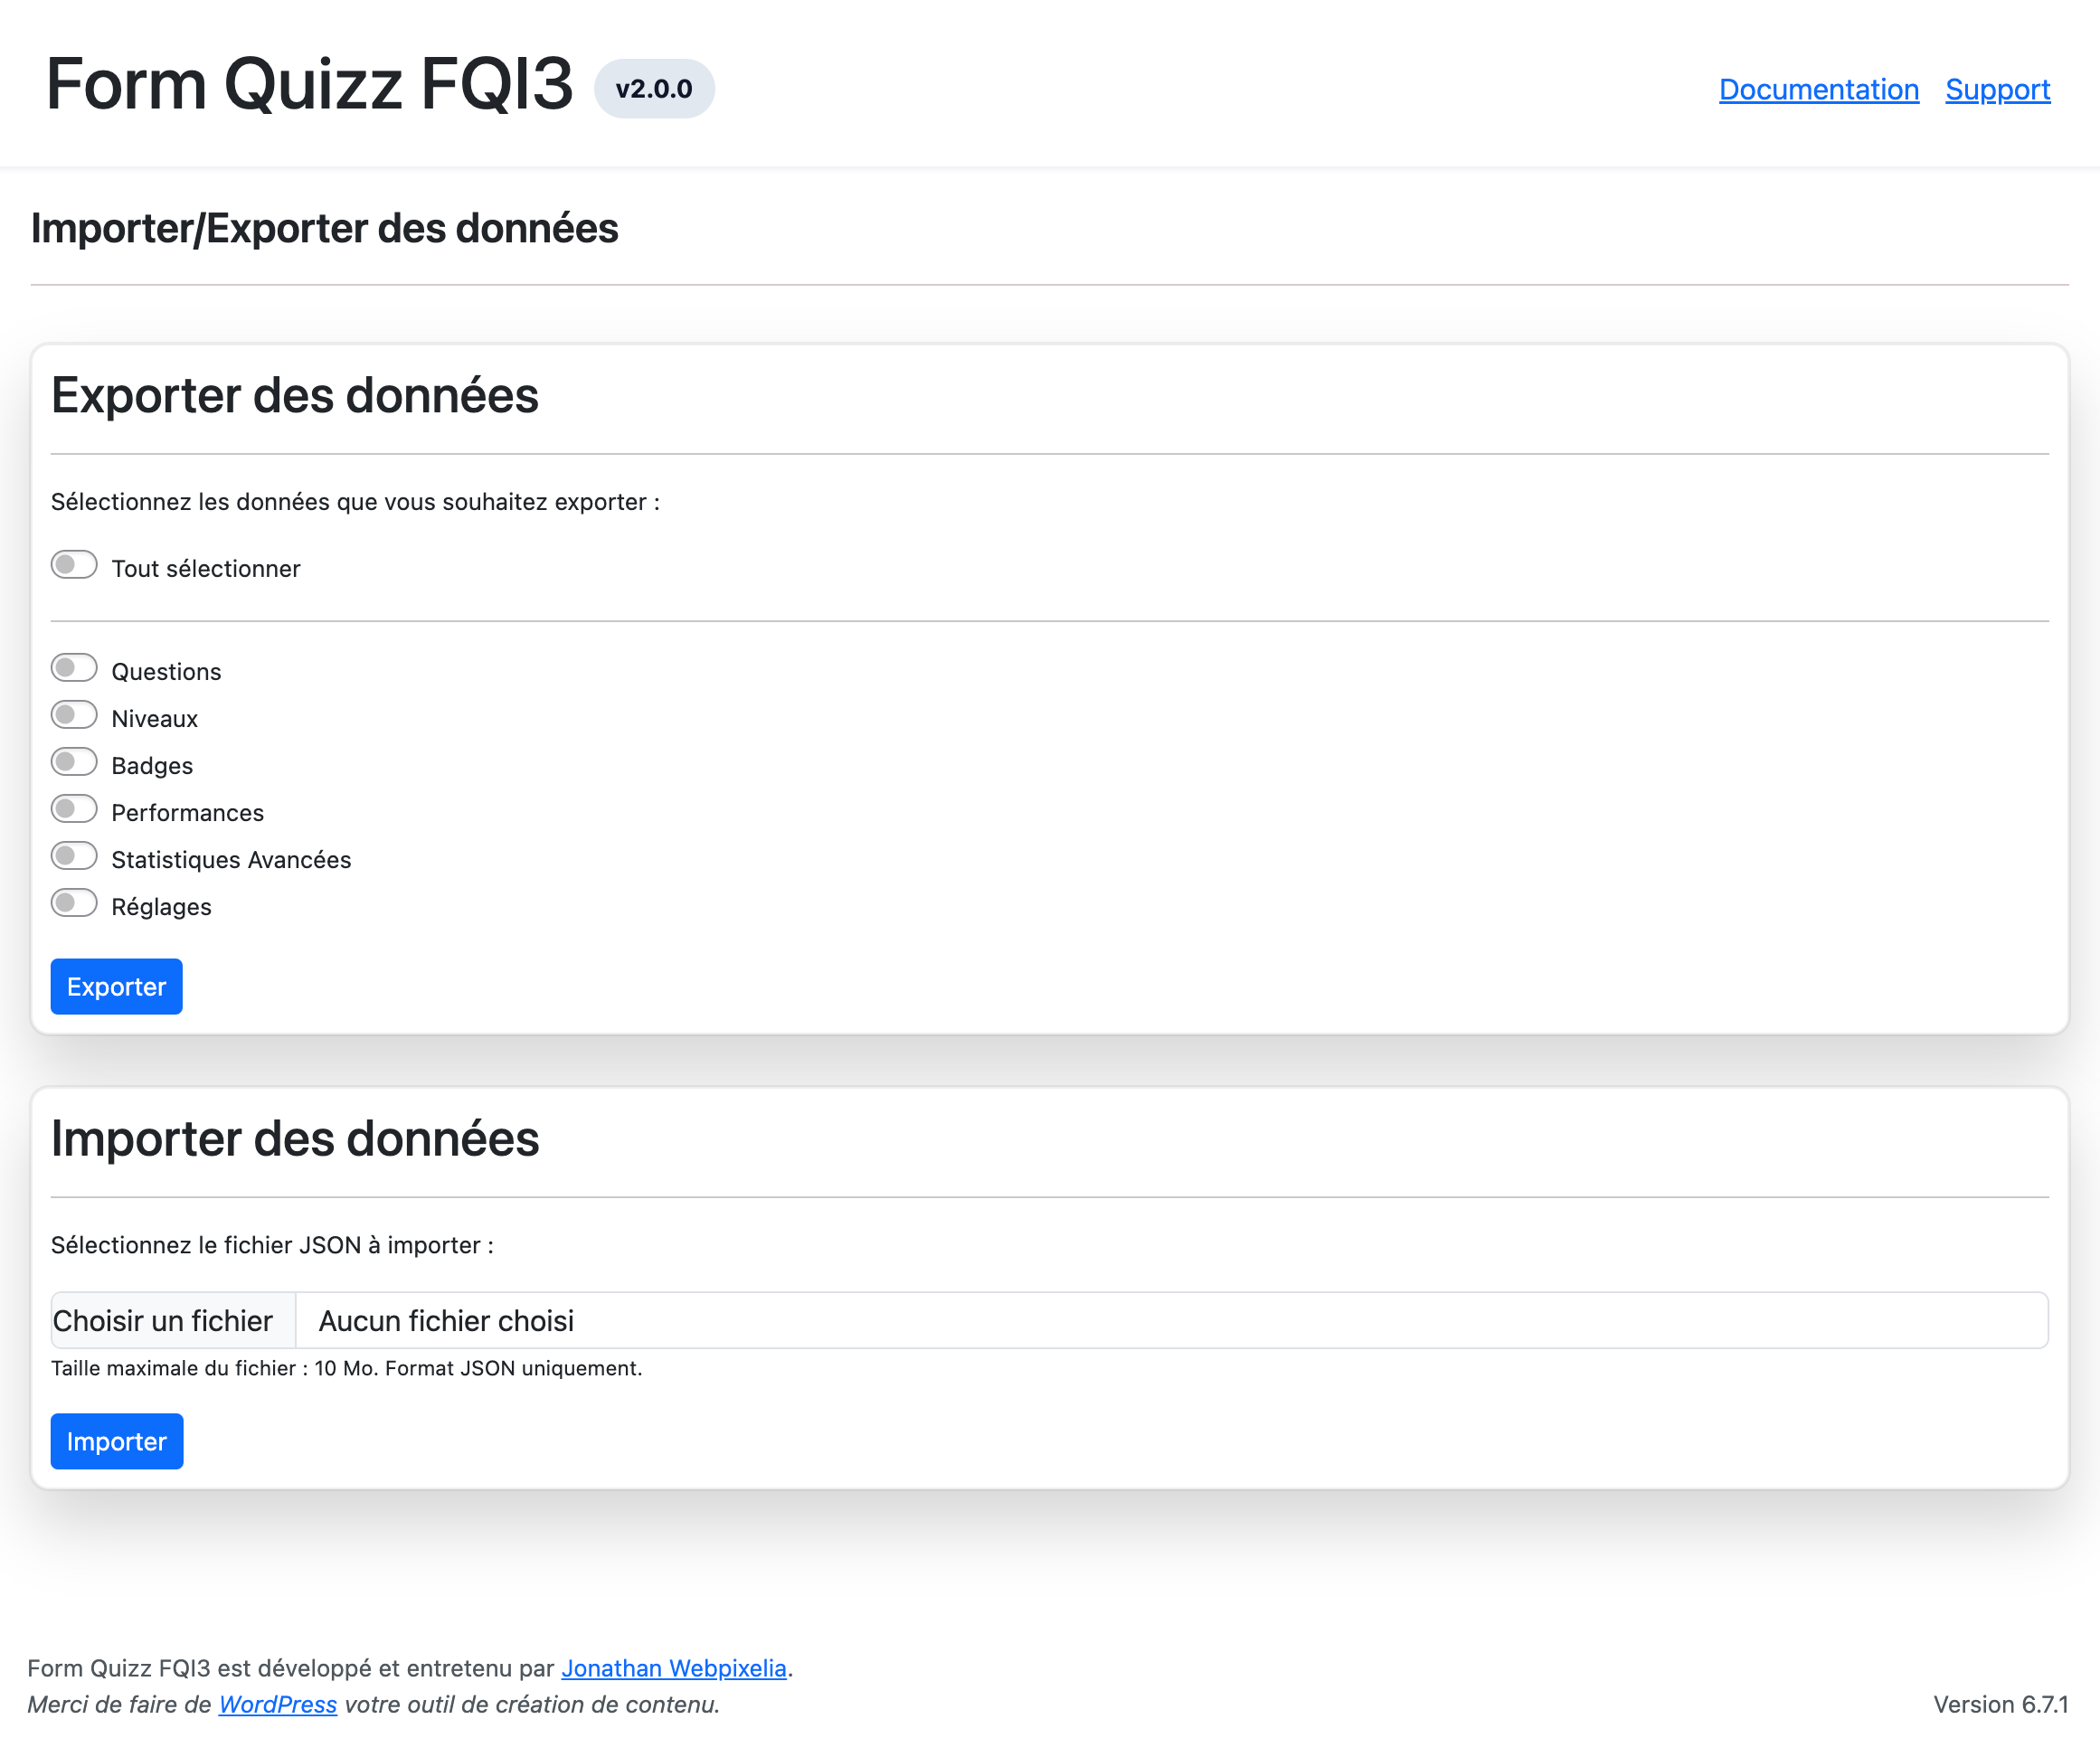 Form Quizz FQI3 v2.0.0
Documentation Support
Importer/Exporter des données
Exporter des données
Sélectionnez les données que vous souhaitez exporter :
Tout sélectionner
Questions
Niveaux
Badges
Performances
Statistiques Avancées
Réglages
Exporter
Importer des données
Sélectionnez le fichier JSON à importer :
Choisir un fichier Aucun fichier choisi
Taille maximale du fichier : 10 Mo. Format JSON uniquement.
Importer
Form Quizz FQI3 est développé et entretenu par Jonathan Webpixelia.
Merci de faire de WordPress votre outil de création de contenu.
Version 6.7.1